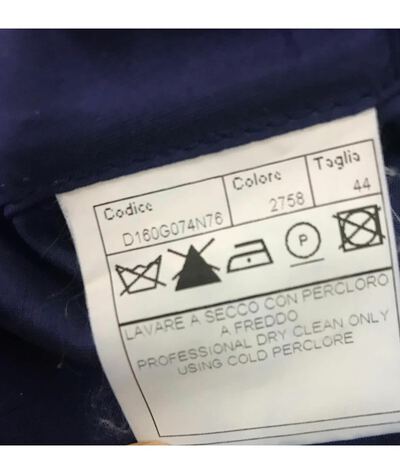 Codice Colore Taglia
D160G074N76 2758 44
P
LAVARE A SECCO CON PERCLORO
A FREDDO
PROFESSIONAL DRY CLEAN ONLY
USING COLD PERCLORE